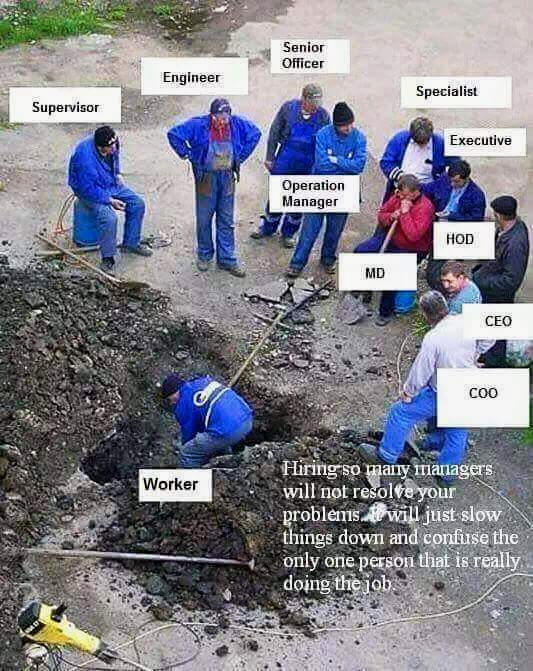 Senior
Officer
Engineer
Specialist
Supervisor
Executive
Operation
Manager
HOD
MD
CEO
COO
Worker
Hiring so many managers
will not resolve your
problems. it will just slow
things down and confuse the
only one person that is really
doing the job.